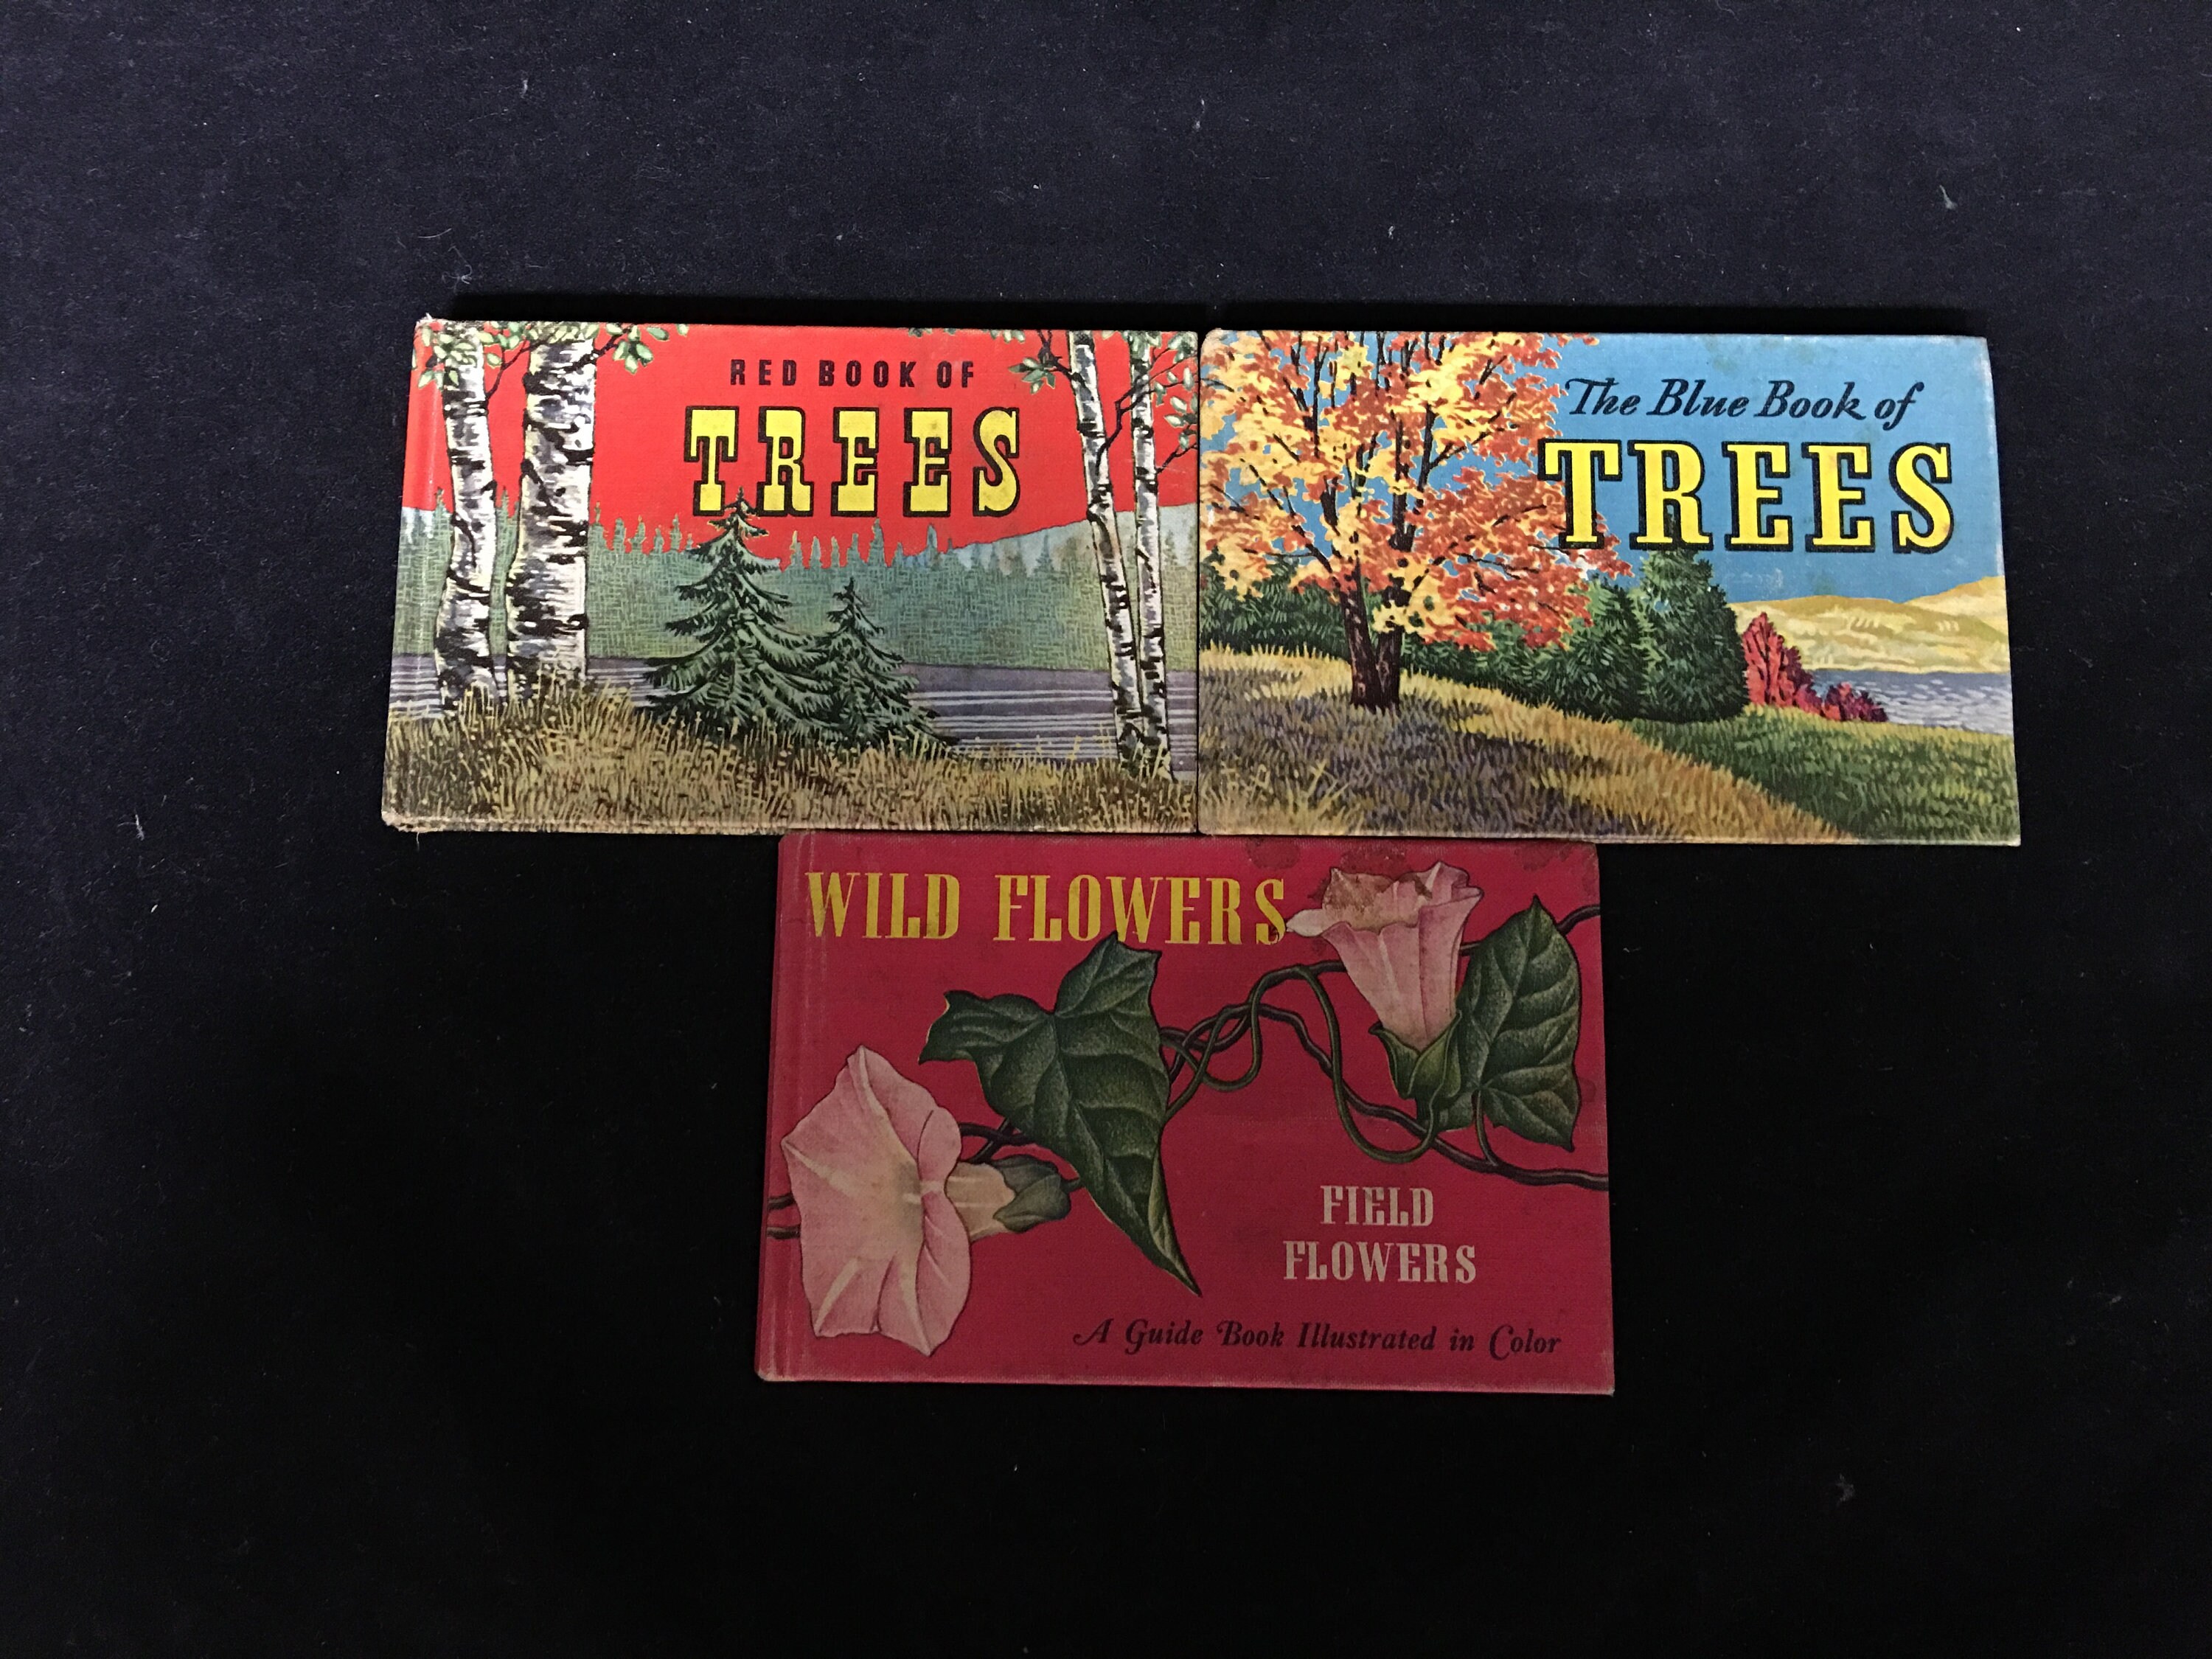 RED BOOK OF
TREES
The Blue Book of
TREES
WILD FLOWERS
FIELD
FLOWERS
A Guide Book Illustrated in Color